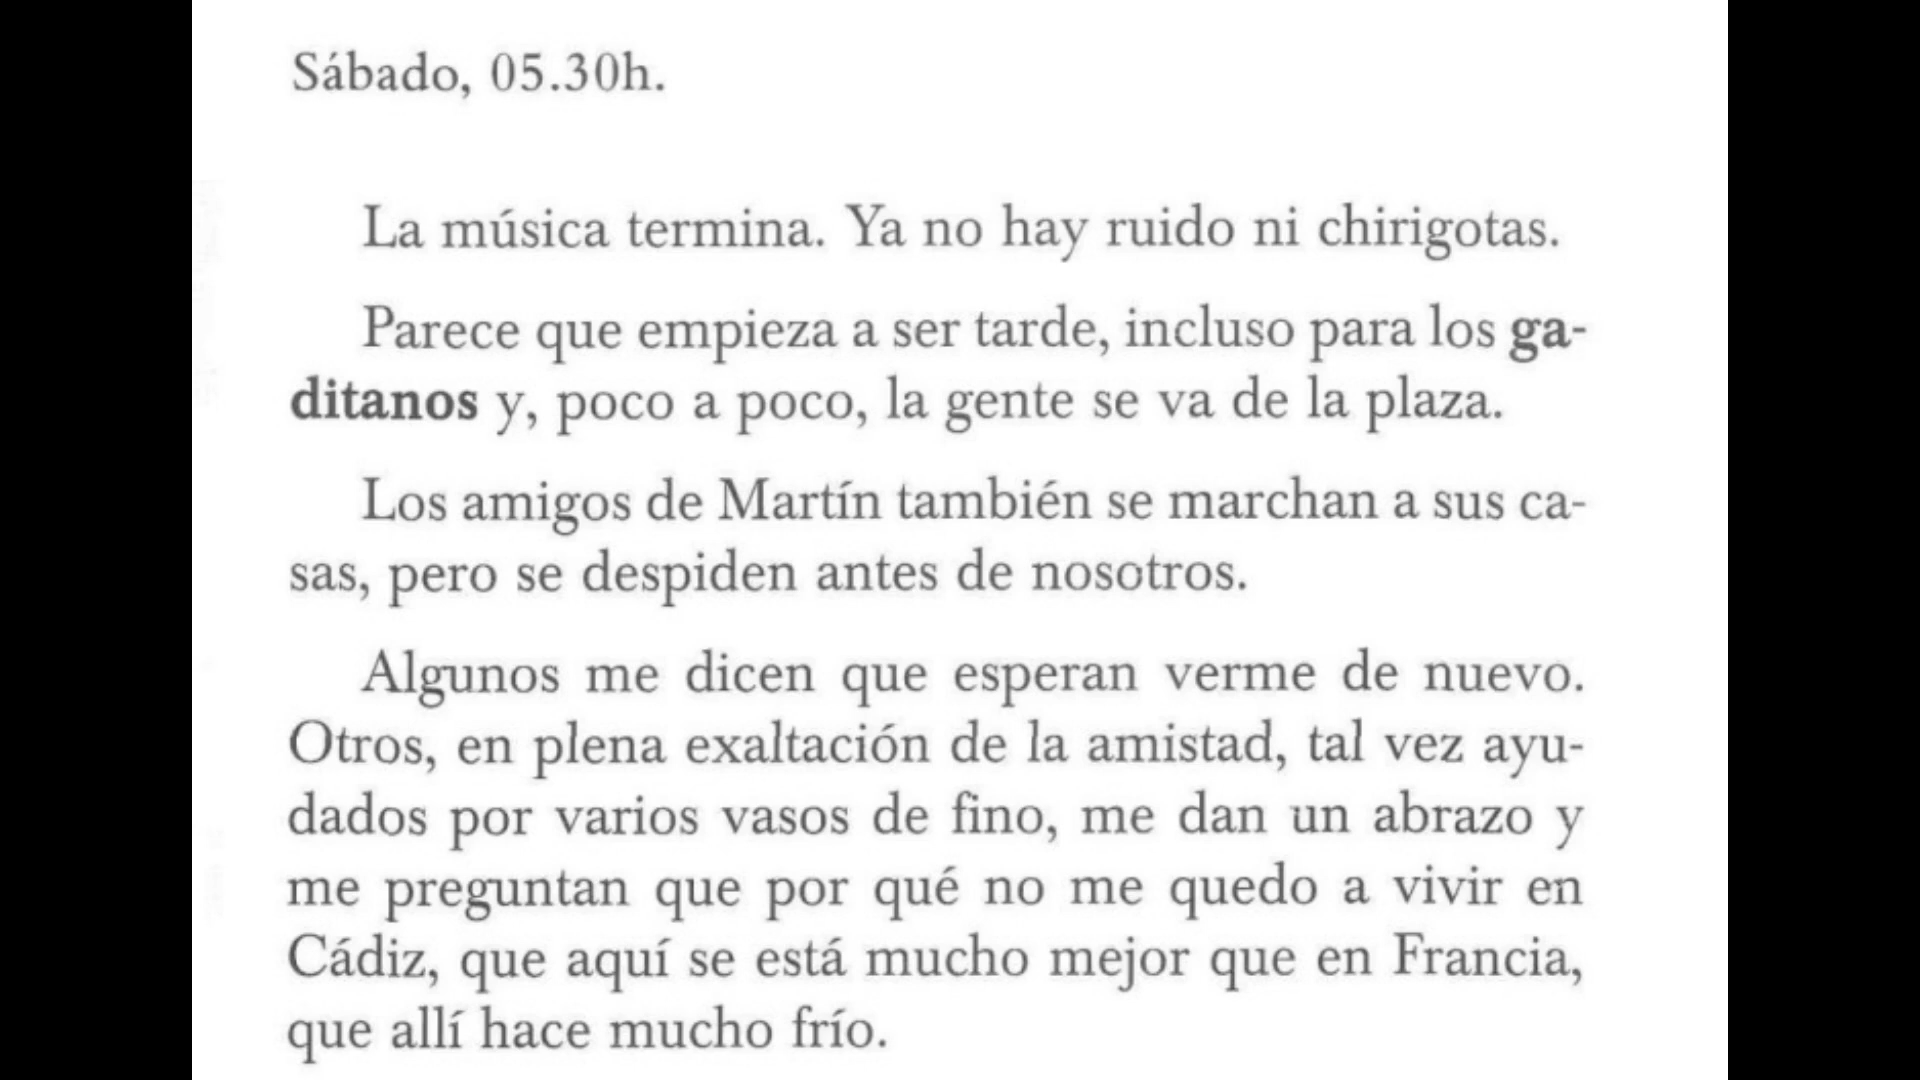 Sábado, 05.30h.
La música termina. Ya no hay ruido ni chirigotas.
Parece que empieza a ser tarde, incluso para los ga-
ditanos y, poco a poco, la gente se va de la plaza.
Los amigos de Martín también se marchan a sus ca-
sas, pero se despiden antes de nosotros.
Algunos me dicen que esperan verme de nuevo.
Otros, en plena exaltación de la amistad, tal vez ayu-
dados por varios vasos de fino, me dan un abrazo y
me preguntan que por qué no me quedo a vivir en
Cádiz, que aquí se está mucho mejor que en Francia,
que allí hace mucho frío.